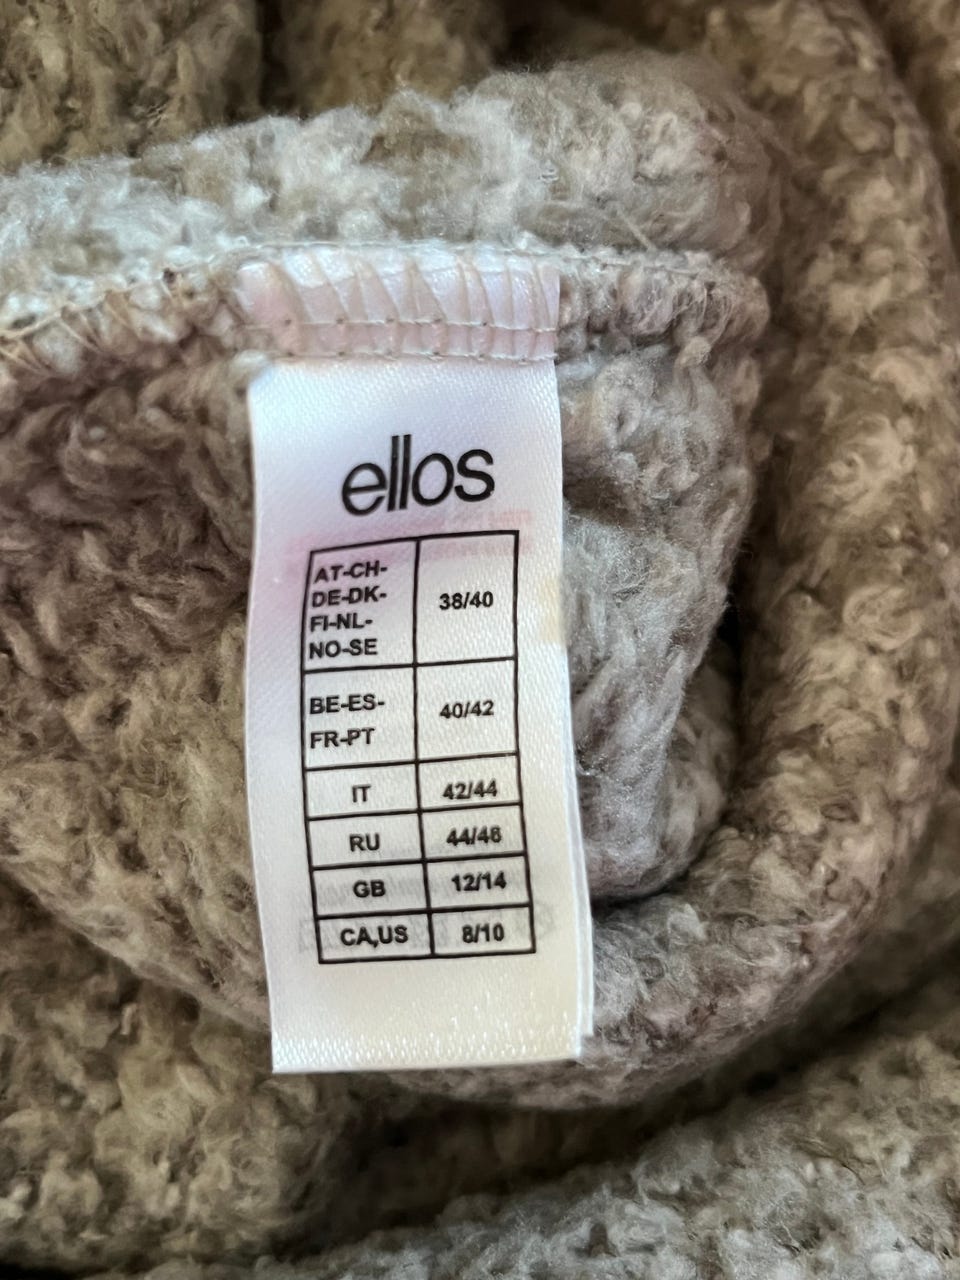 ellos
AT-CH-
DE-DK-
FI-NL-
NO-SE
38/40
BE-ES-
FR-PT
40/42
IT 42/44
RU 44/46
GB 12/14
CA,US 8/10